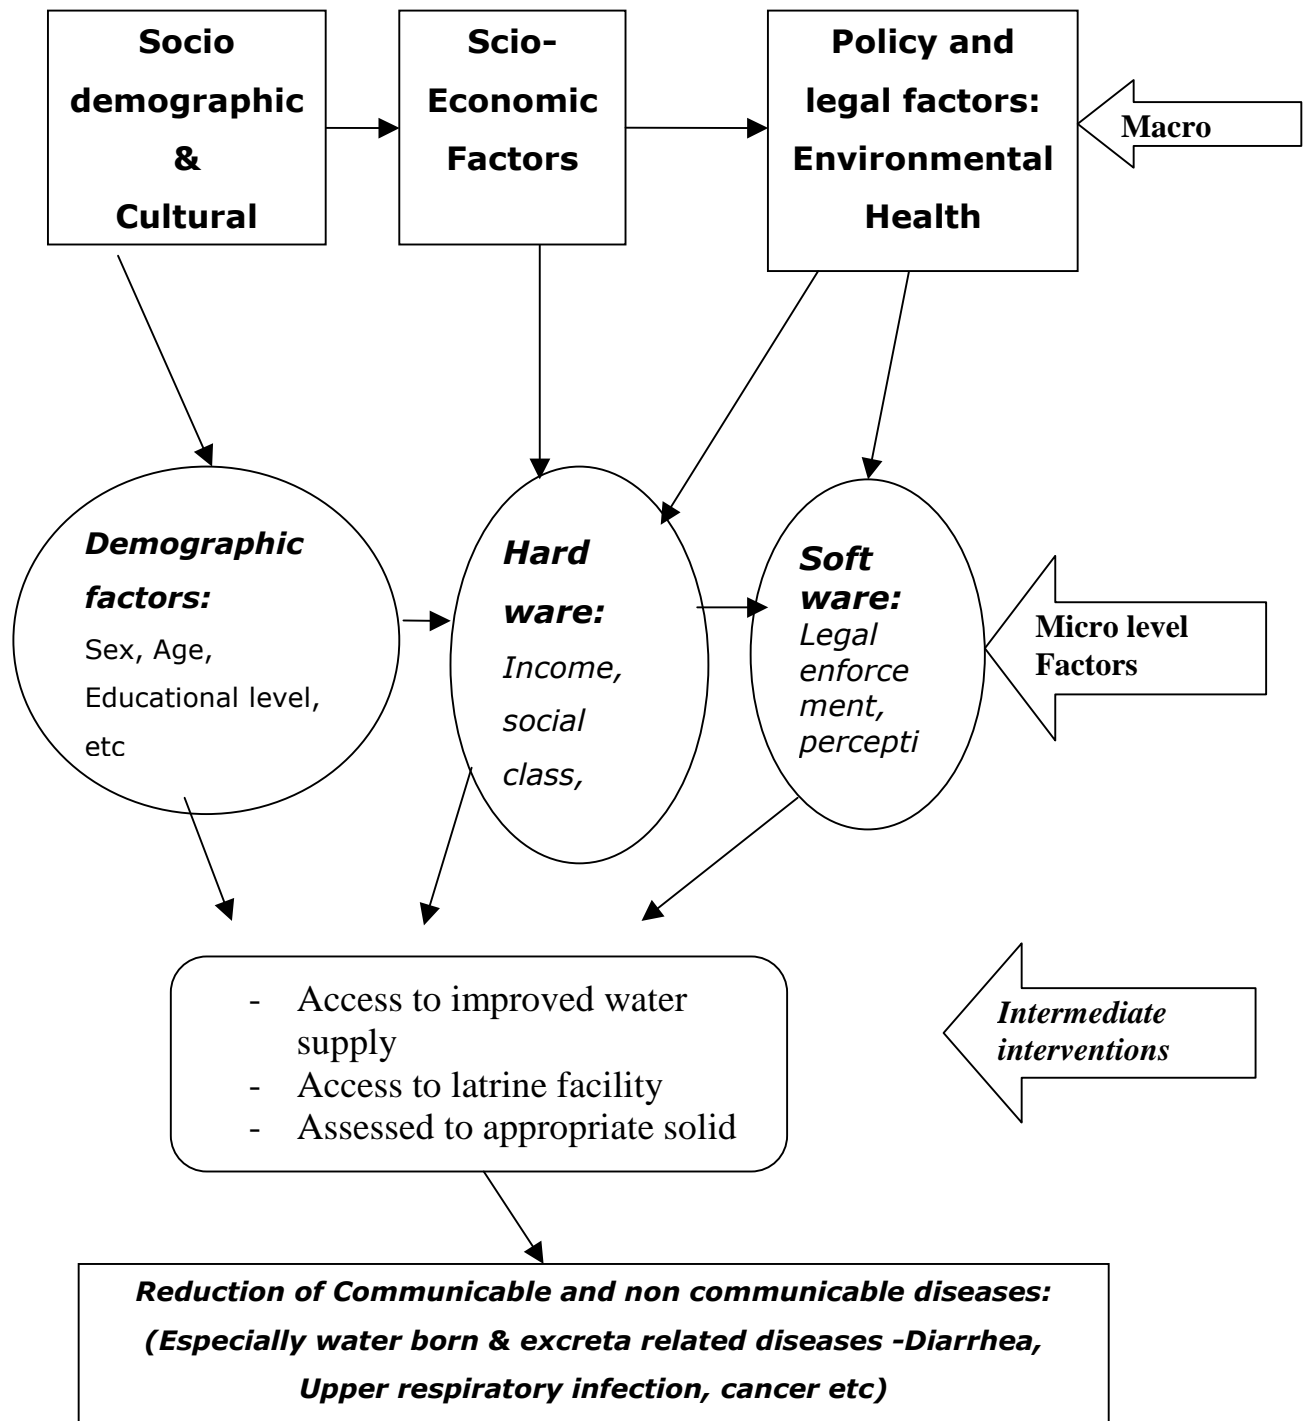 Socio
demographic
&
Cultural
Scio-
Economic
Factors
Policy and
legal factors:
Environmental
Health
Macro
Demographic
factors:
Sex, Age,
Educational level,
etc
Hard
ware:
Income,
social
class,
Soft
ware:
Legal
enforce
ment,
percepti
Micro level
Factors
- Access to improved water
supply
- Access to latrine facility
- Assessed to appropriate solid
Intermediate
interventions
Reduction of Communicable and non communicable diseases:
(Especially water born & excreta related diseases -Diarrhea,
Upper respiratory infection, cancer etc)